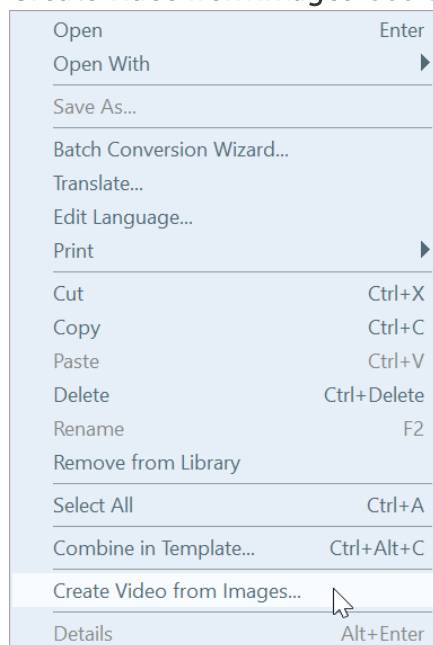 Open Enter
Open With
Save As...
Batch Conversion Wizard...
Translate...
Edit Language...
Print
Cut Ctrl+X
Copy Ctrl+C
Paste Ctrl+V
Delete Ctrl+Delete
Rename F2
Remove from Library
Select All Ctrl+A
Combine in Template... Ctrl+Alt+C
Create Video from Images...
Details Alt+Enter